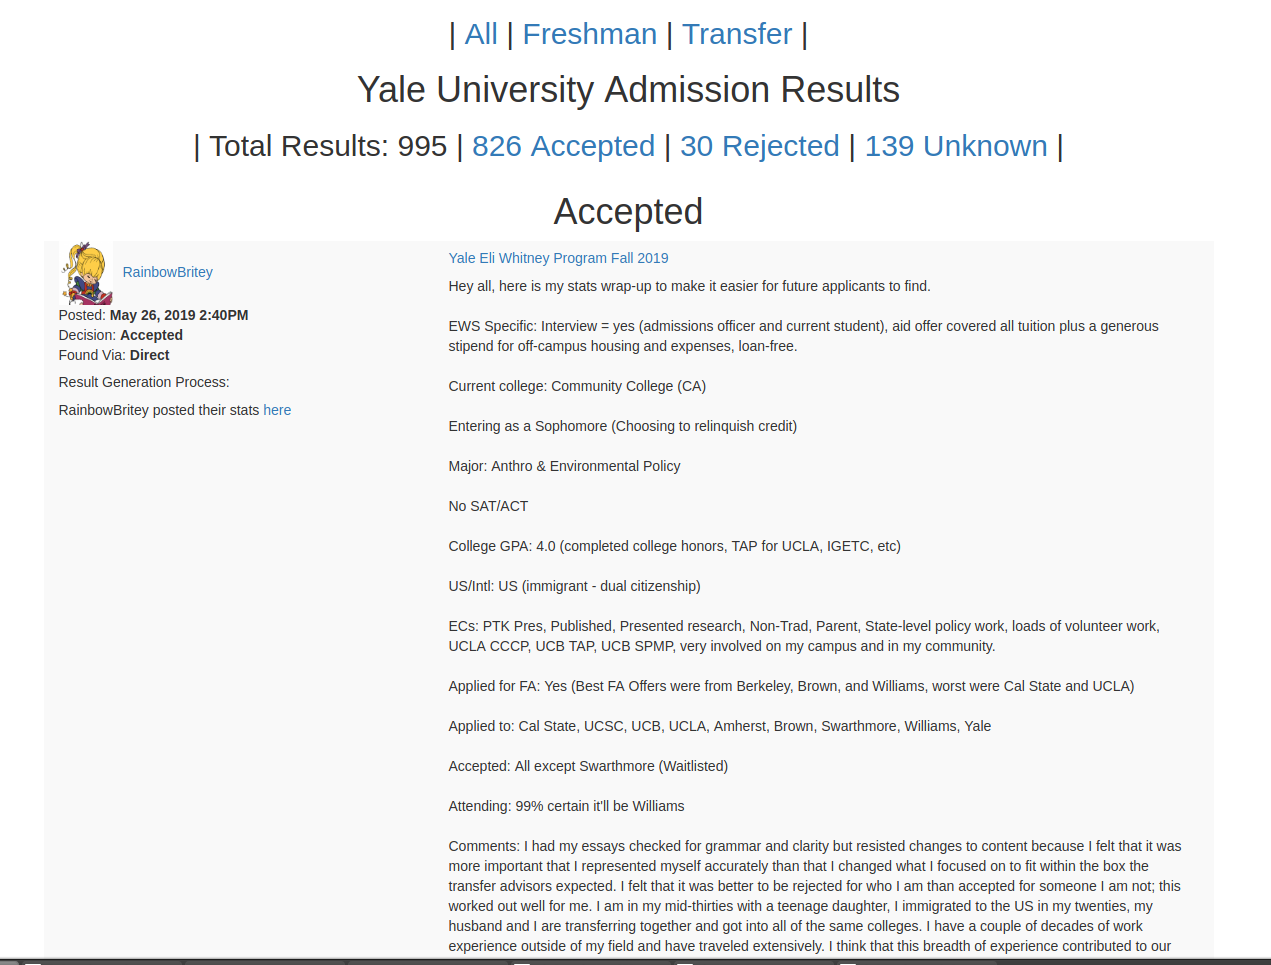 | All | Freshman | Transfer |
Yale University Admission Results
| Total Results: 995 | 826 Accepted | 30 Rejected | 139 Unknown |
Accepted
RainbowBritey
Posted: May 26, 2019 2:40PM
Decision: Accepted
Found Via: Direct
Result Generation Process:
RainbowBritey posted their stats here
Yale Eli Whitney Program Fall 2019
Hey all, here is my stats wrap-up to make it easier for future applicants to find.
EWS Specific: Interview = yes (admissions officer and current student), aid offer covered all tuition plus a generous
stipend for off-campus housing and expenses, loan-free.
Current college: Community College (CA)
Entering as a Sophomore (Choosing to relinquish credit)
Major: Anthro & Environmental Policy
No SAT/ACT
College GPA: 4.0 (completed college honors, TAP for UCLA, IGETC, etc)
US/Intl: US (immigrant - dual citizenship)
ECs: PTK Pres, Published, Presented research, Non-Trad, Parent, State-level policy work, loads of volunteer work,
UCLA CCCP, UCB TAP, UCB SPMP, very involved on my campus and in my community.
Applied for FA: Yes (Best FA Offers were from Berkeley, Brown, and Williams, worst were Cal State and UCLA)
Applied to: Cal State, UCSC, UCB, UCLA, Amherst, Brown, Swarthmore, Williams, Yale
Accepted: All except Swarthmore (Waitlisted)
Attending: 99% certain it'll be Williams
Comments: I had my essays checked for grammar and clarity but resisted changes to content because I felt that it was
more important that I represented myself accurately than that I changed what I focused on to fit within the box the
transfer advisors expected. I felt that it was better to be rejected for who I am than accepted for someone I am not; this
worked out well for me. I am in my mid-thirties with a teenage daughter, I immigrated to the US in my twenties, my
husband and I are transferring together and got into all of the same colleges. I have a couple of decades of work
experience outside of my field and have traveled extensively. I think that this breadth of experience contributed to our